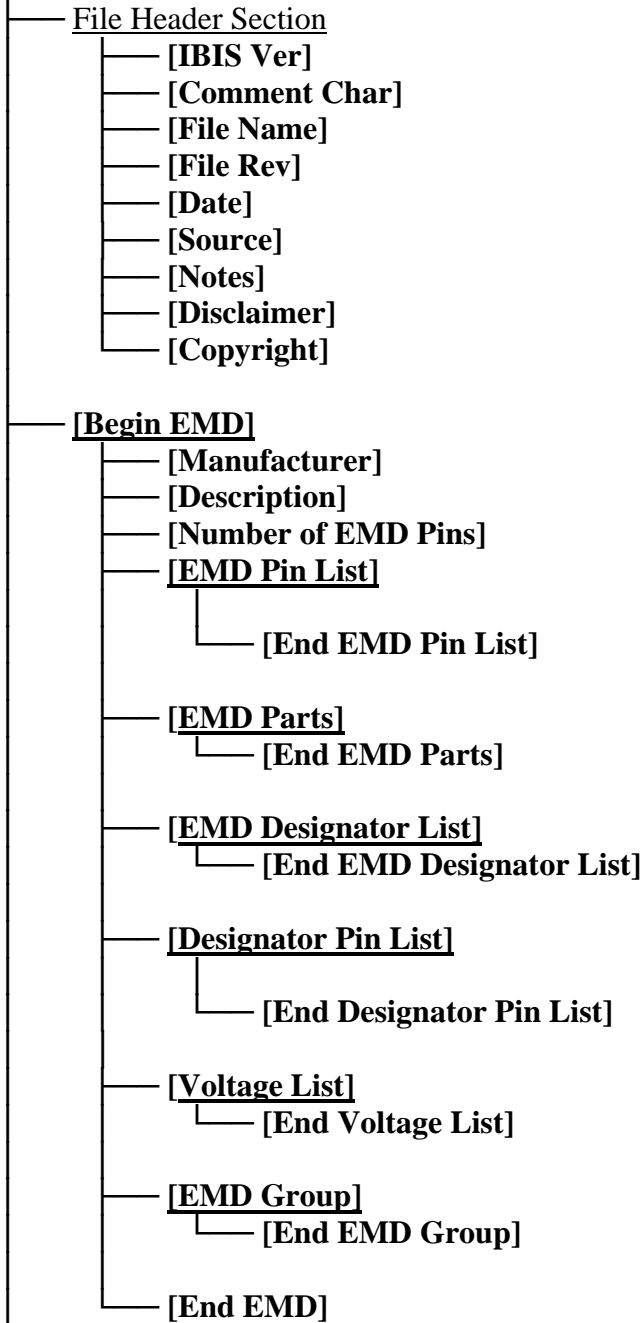 File Header Section
[IBIS Ver]
[Comment Char]
[File Name]
[File Rev]
[Date]
[Source]
[Notes]
[Disclaimer]
[Copyright]
[Begin EMD]
[Manufacturer]
[Description]
[Number of EMD Pins]
[EMD Pin List]
[End EMD Pin List]
[EMD Parts]
[End EMD Parts]
[EMD Designator List]
[End EMD Designator List]
[Designator Pin List]
[End Designator Pin List]
[Voltage List]
[End Voltage List]
[EMD Group]
[End EMD Group]
[End EMD]